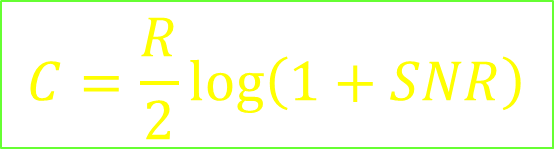 C = R/2 log(1 + SNR)